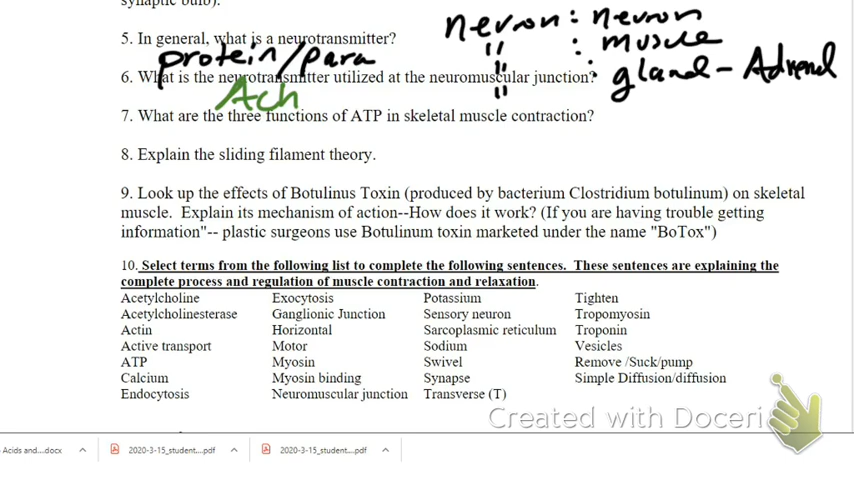 synaptic bulb).
5. In general, what is a neurotransmitter?
neuron : neuron
" : muscle
protein/para
6. What is the neurotransmitter utilized at the neuromuscular junction?
" : gland - Adrenal
"
Ach
7. What are the three functions of ATP in skeletal muscle contraction?
8. Explain the sliding filament theory.
9. Look up the effects of Botulinus Toxin (produced by bacterium Clostridium botulinum) on skeletal
muscle. Explain its mechanism of action--How does it work? (If you are having trouble getting
information"-- plastic surgeons use Botulinum toxin marketed under the name "BoTox")
10. Select terms from the following list to complete the following sentences. These sentences are explaining the
complete process and regulation of muscle contraction and relaxation.
Acetylcholine Exocytosis Potassium Tighten
Acetylcholinesterase Ganglionic Junction Sensory neuron Tropomyosin
Actin Horizontal Sarcoplasmic reticulum Troponin
Active transport Motor Sodium Vesicles
ATP Myosin Swivel Remove /Suck/pump
Calcium Myosin binding Synapse Simple Diffusion/diffusion
Endocytosis Neuromuscular junction Transverse (T)
Created with Doceri
Acids and....docx 2020-3-15_student....pdf 2020-3-15_student....pdf